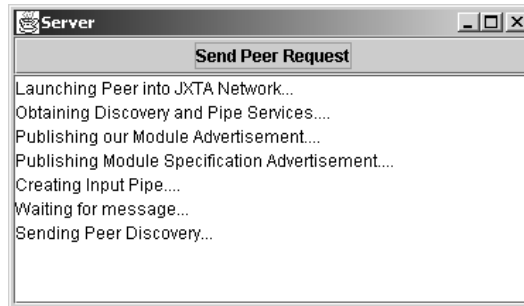 Server
Send Peer Request
Launching Peer into JXTA Network...
Obtaining Discovery and Pipe Services....
Publishing our Module Advertisement....
Publishing Module Specification Advertisement....
Creating Input Pipe....
Waiting for message...
Sending Peer Discovery...